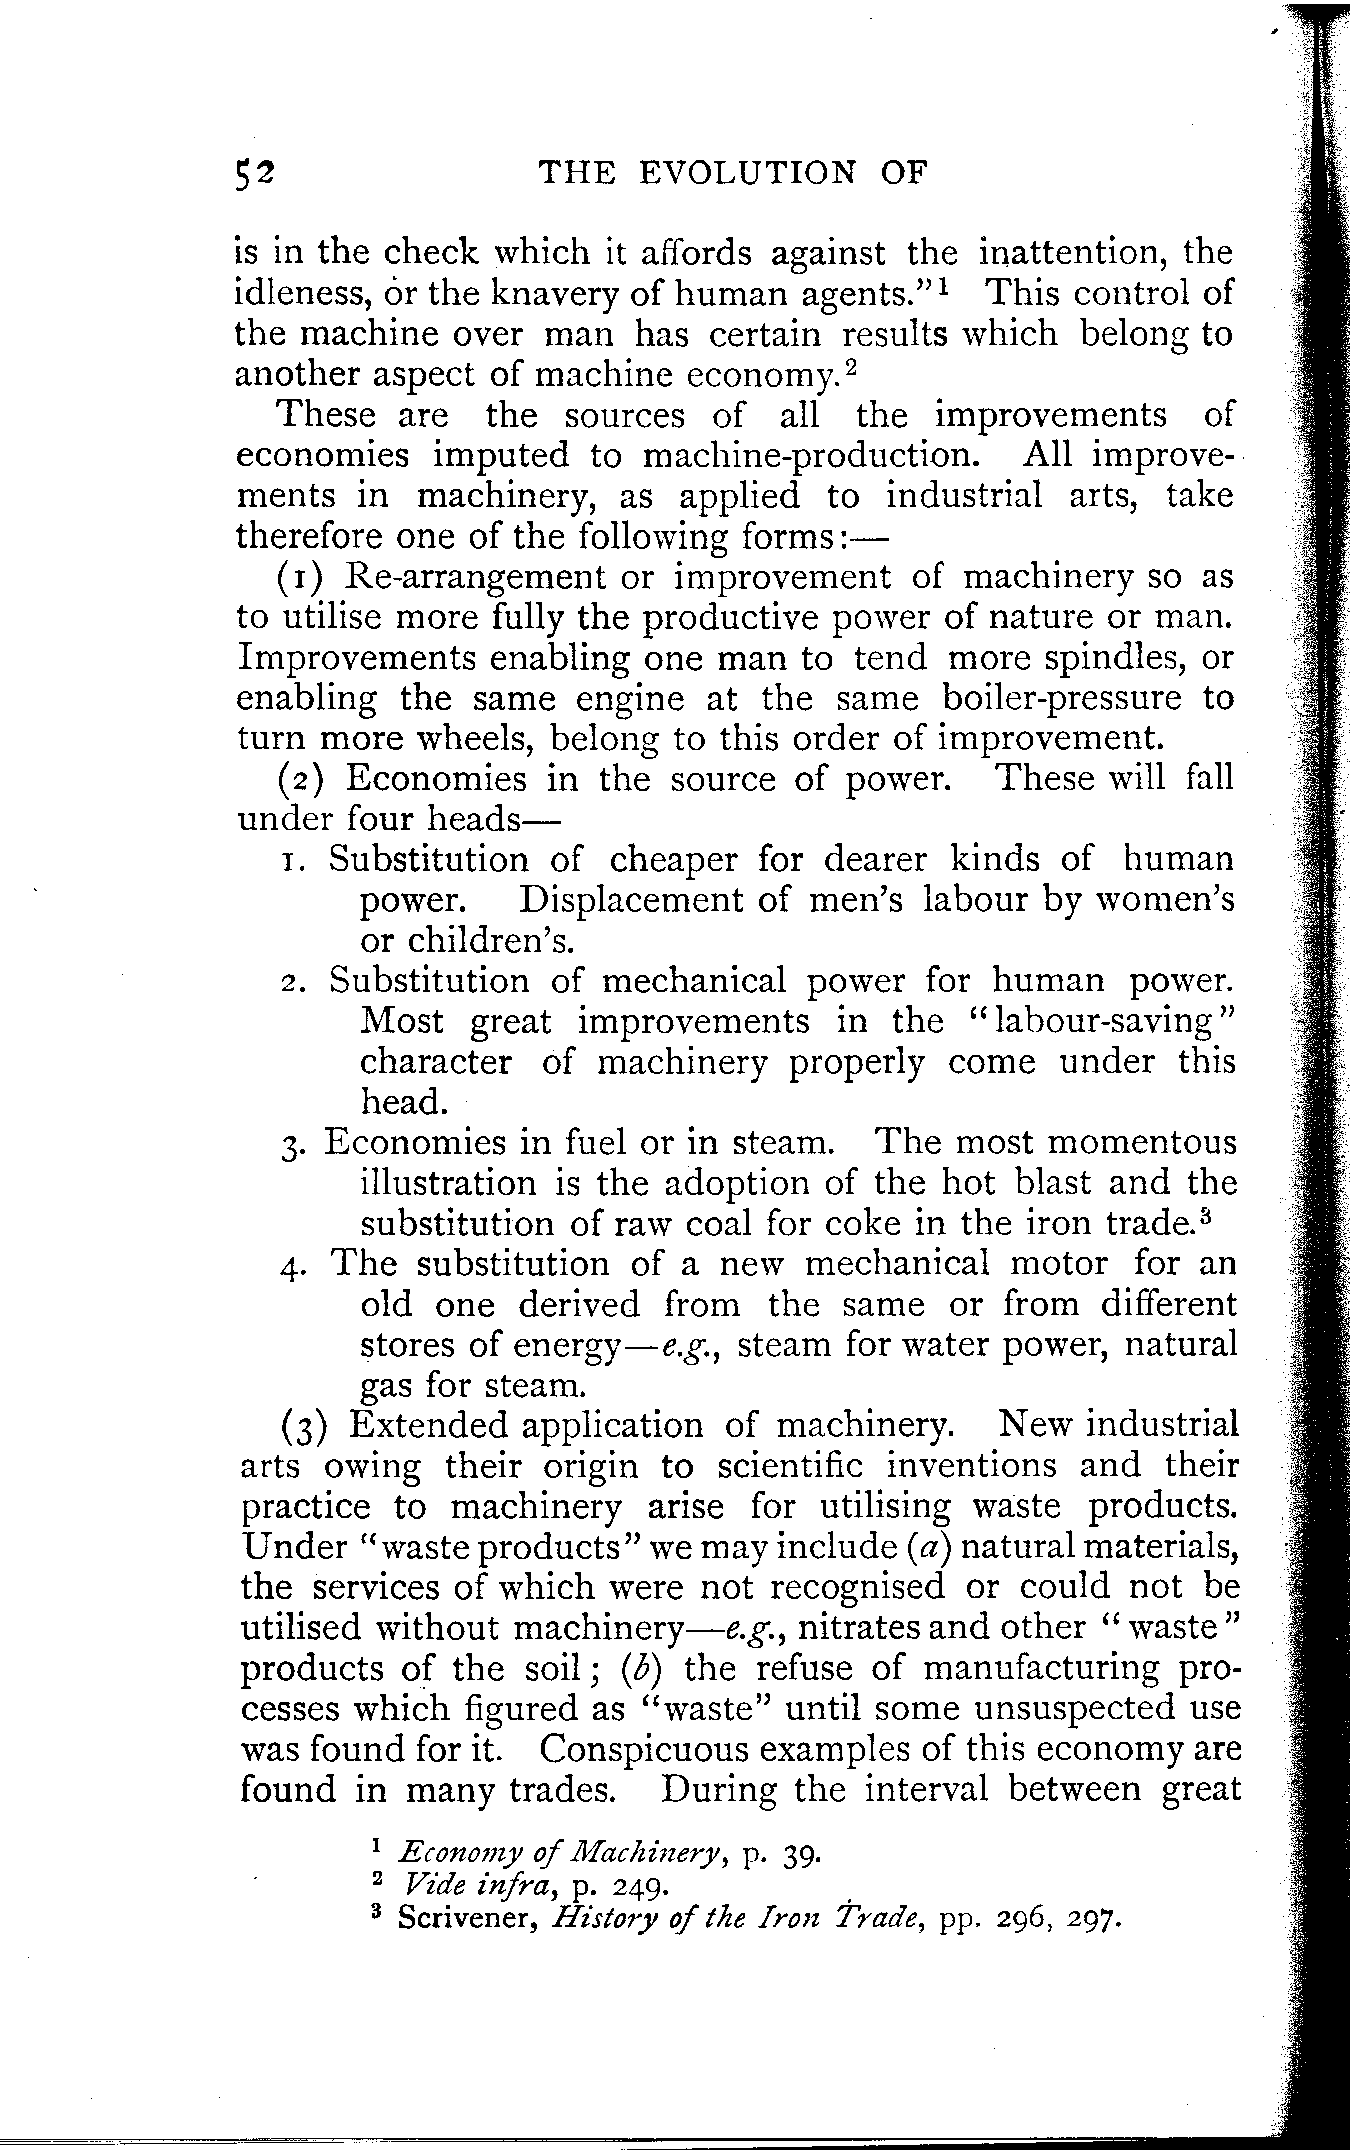 52 THE EVOLUTION OF
is in the check which it affords against the inattention, the
idleness, or the knavery of human agents."¹ This control of
the machine over man has certain results which belong to
another aspect of machine economy.²
These are the sources of all the improvements of
economies imputed to machine-production. All improve-
ments in machinery, as applied to industrial arts, take
therefore one of the following forms:—
(1) Re-arrangement or improvement of machinery so as
to utilise more fully the productive power of nature or man.
Improvements enabling one man to tend more spindles, or
enabling the same engine at the same boiler-pressure to
turn more wheels, belong to this order of improvement.
(2) Economies in the source of power. These will fall
under four heads—
1. Substitution of cheaper for dearer kinds of human
power. Displacement of men's labour by women's
or children's.
2. Substitution of mechanical power for human power.
Most great improvements in the "labour-saving"
character of machinery properly come under this
head.
3. Economies in fuel or in steam. The most momentous
illustration is the adoption of the hot blast and the
substitution of raw coal for coke in the iron trade.³
4. The substitution of a new mechanical motor for an
old one derived from the same or from different
stores of energy—e.g., steam for water power, natural
gas for steam.
(3) Extended application of machinery. New industrial
arts owing their origin to scientific inventions and their
practice to machinery arise for utilising waste products.
Under "waste products" we may include (a) natural materials,
the services of which were not recognised or could not be
utilised without machinery—e.g., nitrates and other "waste"
products of the soil; (b) the refuse of manufacturing pro-
cesses which figured as "waste" until some unsuspected use
was found for it. Conspicuous examples of this economy are
found in many trades. During the interval between great
¹ Economy of Machinery, p. 39.
² Vide infra, p. 249.
³ Scrivener, History of the Iron Trade, pp. 296, 297.